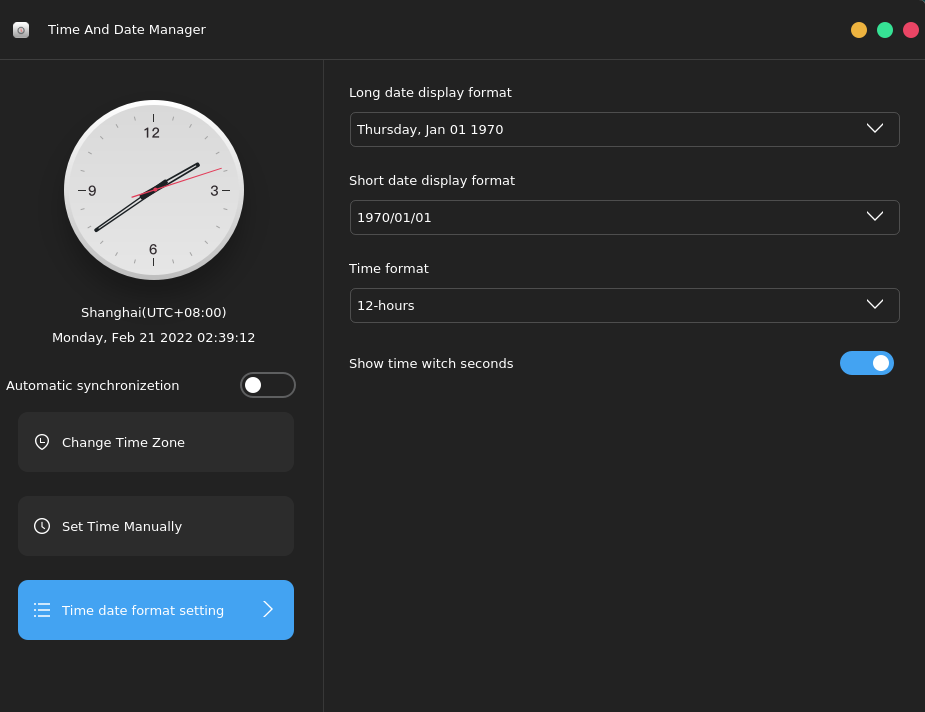 Time And Date Manager
12
9
3
6
Shanghai(UTC+08:00)
Monday, Feb 21 2022 02:39:12
Automatic synchronizetion
Change Time Zone
Set Time Manually
Time date format setting
Long date display format
Thursday, Jan 01 1970
Short date display format
1970/01/01
Time format
12-hours
Show time witch seconds